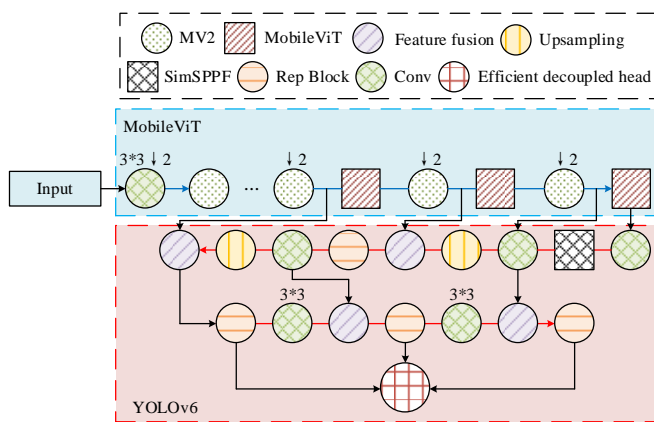 MV2 MobileViT Feature fusion Upsampling
SimSPPF Rep Block Conv Efficient decoupled head
MobileViT
3*3 ↓ 2 ↓ 2 ↓ 2 ↓ 2
Input
...
3*3 3*3
YOLOv6